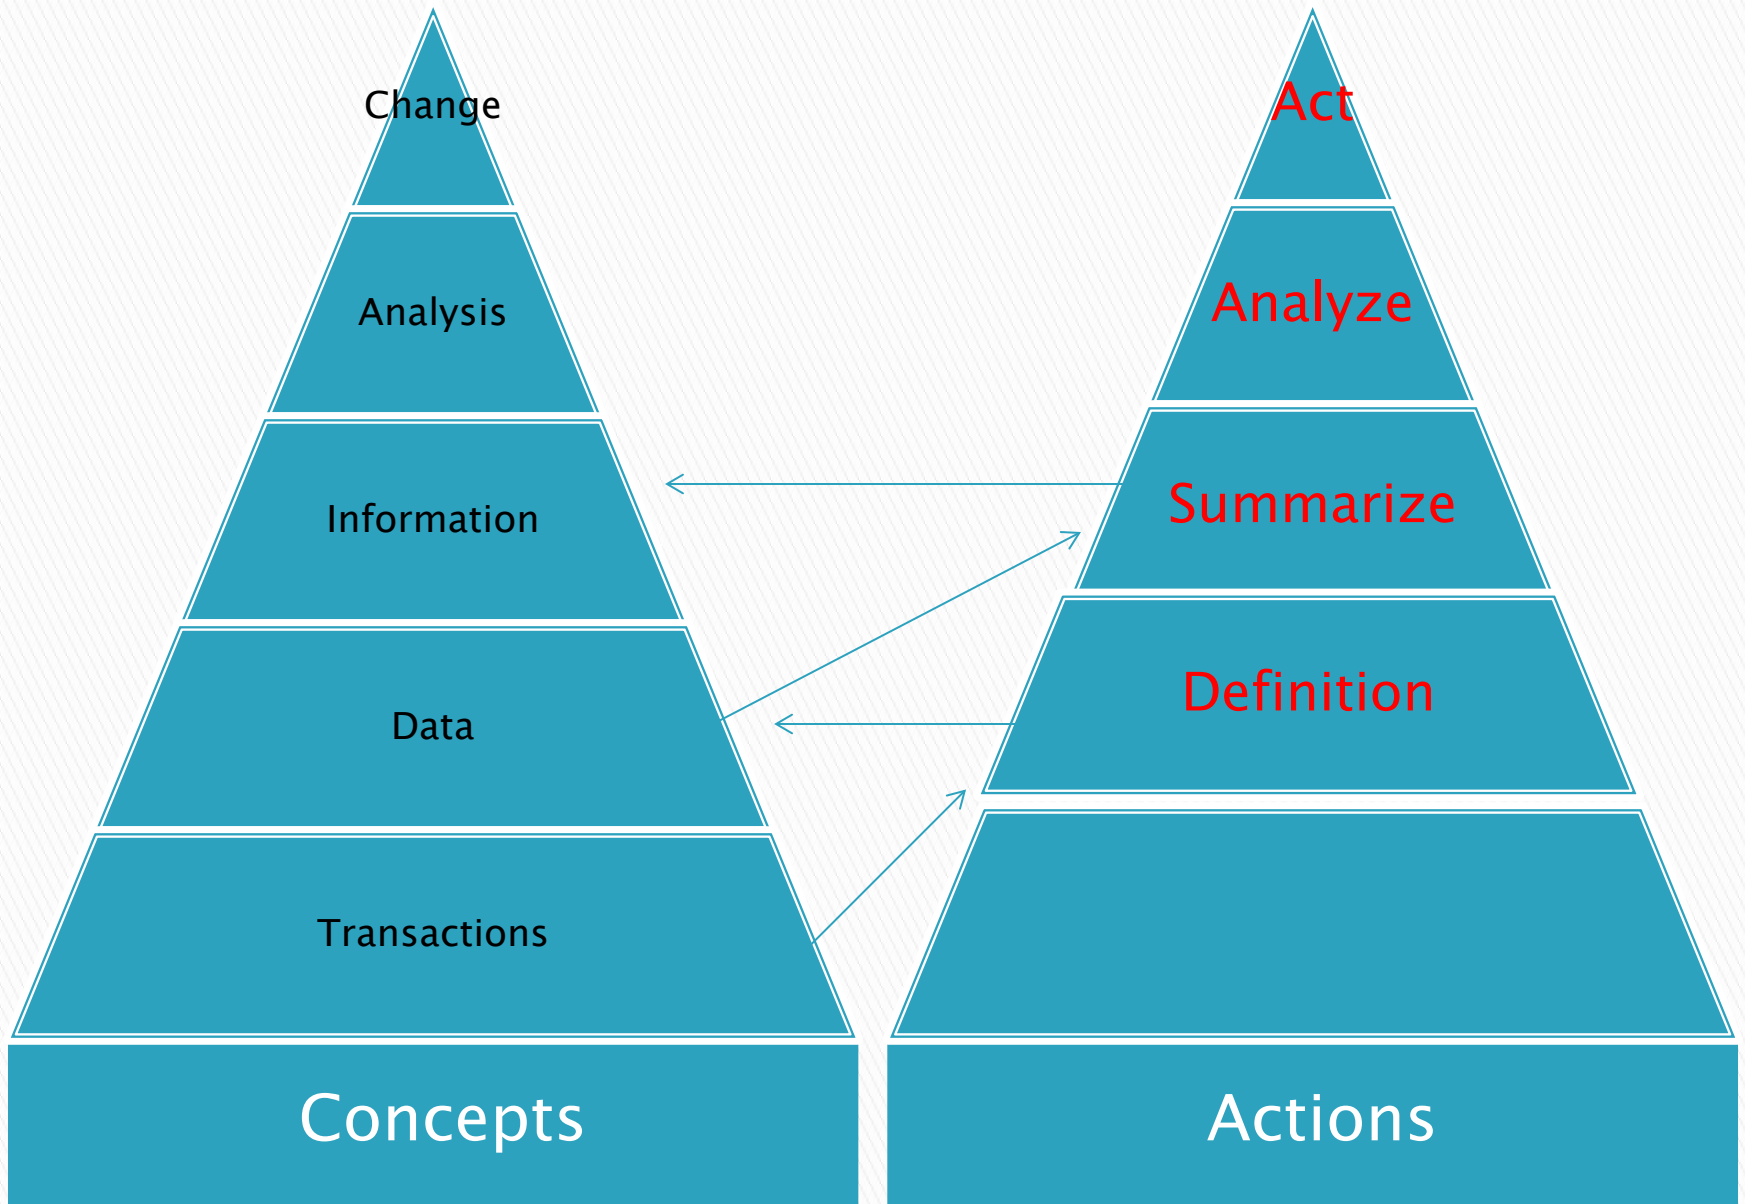 Change
Analysis
Information
Data
Transactions
Concepts
Act
Analyze
Summarize
Definition
Actions